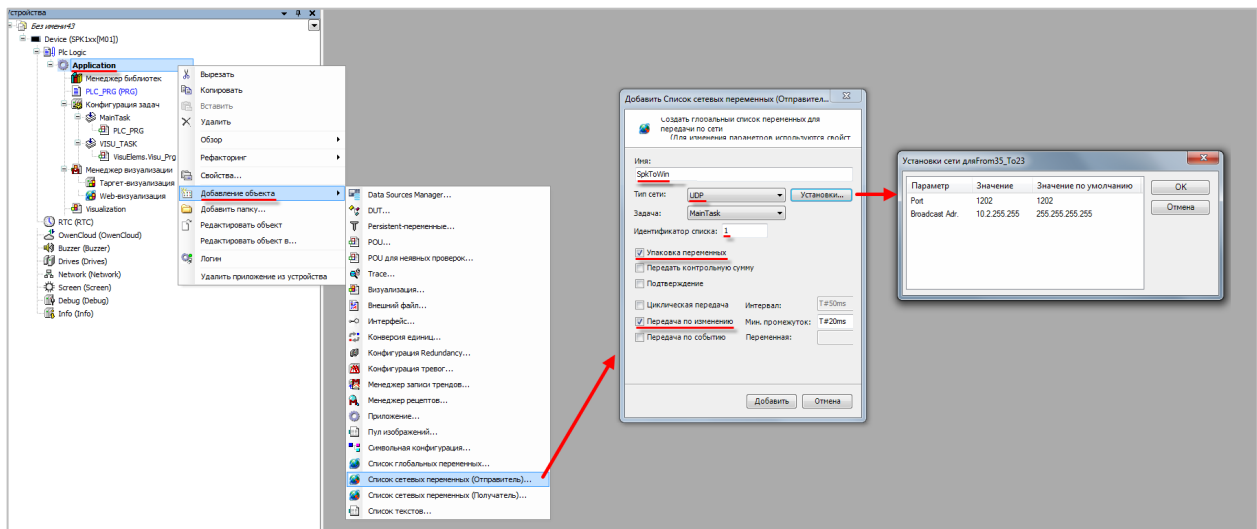 устройства
Без имени43
Device (SPK1xx[M01])
Plc Logic
Application
Менеджер библиотек
PLC_PRG (PRG)
Конфигурация задач
MainTask
PLC_PRG
VISU_TASK
VisuElems.Visu_Prg
Менеджер визуализации
Таргет-визуализация
Web-визуализация
Visualization
RTC (RTC)
OwenCloud (OwenCloud)
Buzzer (Buzzer)
Drives (Drives)
Network (Network)
Screen (Screen)
Debug (Debug)
Info (Info)
Вырезать
Копировать
Вставить
Удалить
Обзор
Рефакторинг
Свойства...
Добавление объекта
Добавить папку...
Редактировать объект
Редактировать объект в...
Логин
Удалить приложение из устройства
Data Sources Manager...
DUT...
Persistent-переменные...
POU...
POU для неявных проверок...
Trace...
Визуализация...
Внешний файл...
Интерфейс...
Конверсия единиц...
Конфигурация Redundancy...
Конфигурация тревог...
Менеджер записи трендов...
Менеджер рецептов...
Приложение...
Пул изображений...
Символьная конфигурация...
Список глобальных переменных...
Список сетевых переменных (Отправитель)...
Список сетевых переменных (Получатель)...
Список текстов...
Добавить Список сетевых переменных (Отправител...
Создать глобальный список переменных для
передачи по сети
(Для изменения параметров используются свойст
Имя:
SpkToWin
Тип сети: UDP Установки...
Задача: MainTask
Идентификатор списка: 1
Упаковка переменных
Передать контрольную сумму
Подтверждение
Циклическая передача Интервал: T#50ms
Передача по изменению Мин. промежуток: T#20ms
Передача по событию Переменная:
Добавить Отмена
Установки сети дляFrom35_To23
Параметр Значение Значение по умолчанию
Port 1202 1202
Broadcast Adr. 10.2.255.255 255.255.255.255
OK
Отмена